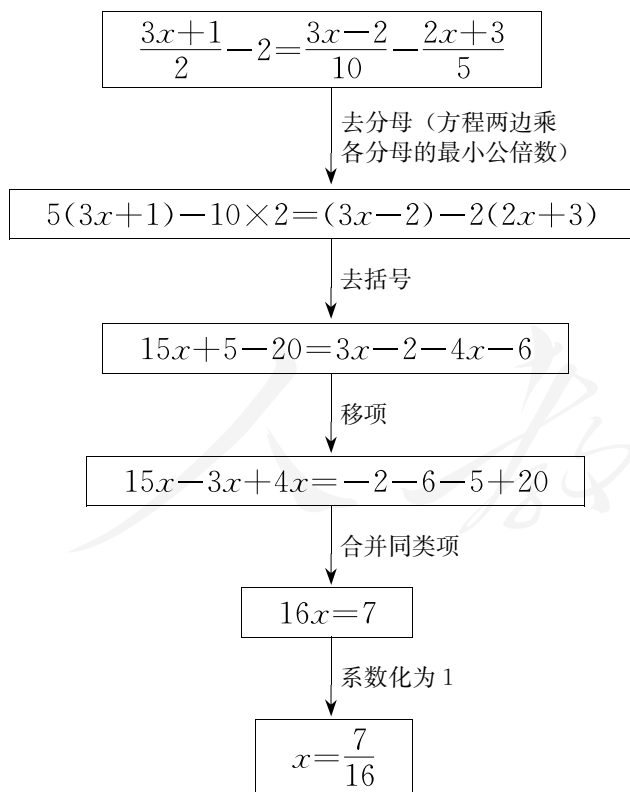 (3x+1)/2−2=(3x−2)/10−(2x+3)/5
去分母（方程两边乘
各分母的最小公倍数）
5(3x+1)−10×2=(3x−2)−2(2x+3)
去括号
15x+5−20=3x−2−4x−6
移项
15x−3x+4x=−2−6−5+20
合并同类项
16x=7
系数化为 1
x=7/16
人教